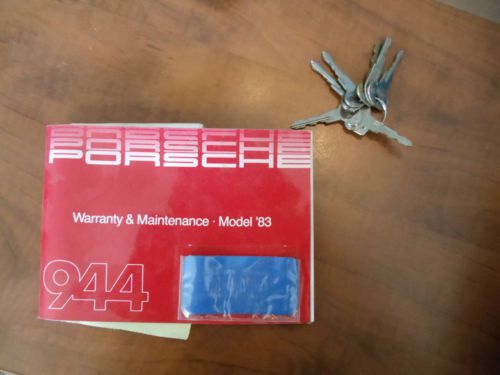 PORSCHE
PORSCHE
PORSCHE
Warranty & Maintenance · Model '83
944